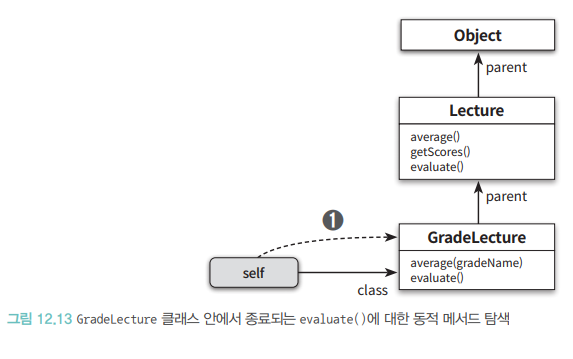 Object
parent
Lecture
average()
getScores()
evaluate()
parent
❶
GradeLecture
average(gradeName)
evaluate()
self
class
그림 12.13 GradeLecture 클래스 안에서 종료되는 evaluate()에 대한 동적 메서드 탐색